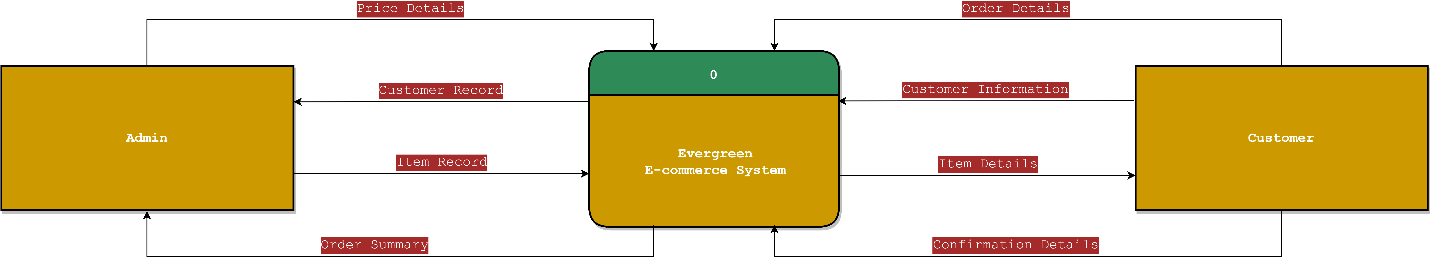 Price Details
Order Details
0
Customer Record
Customer Information
Admin
Customer
Evergreen
E-commerce System
Item Record
Item Details
Order Summary
Confirmation Details